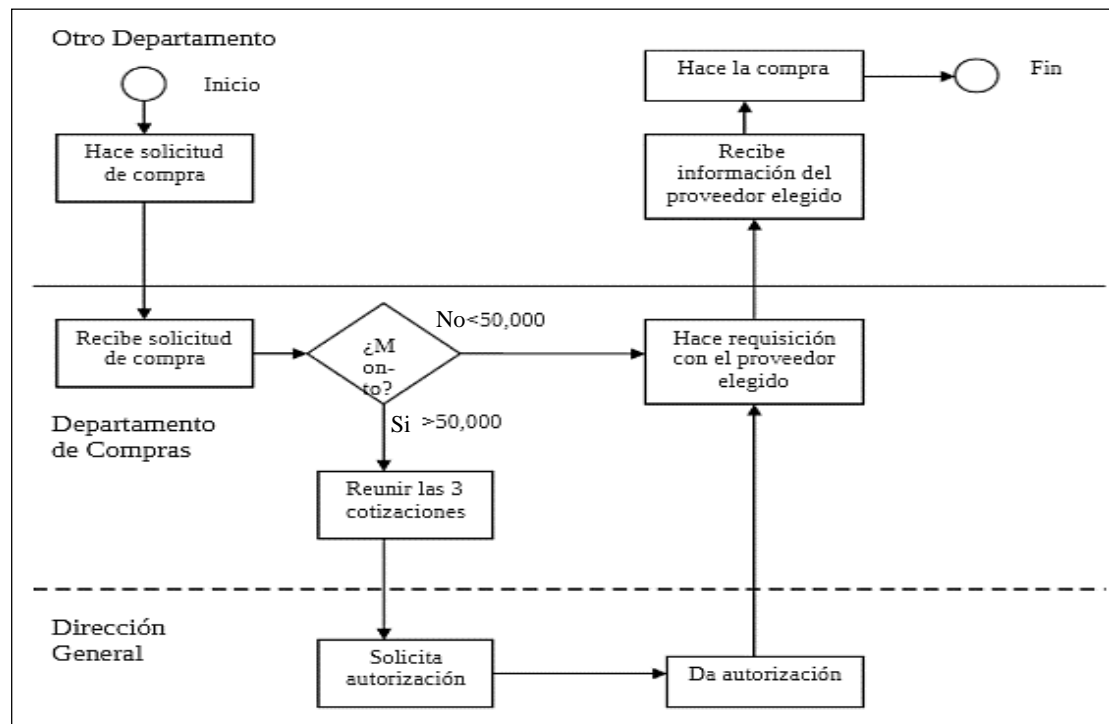 Otro Departamento
Inicio
Hace solicitud
de compra
Hace la compra
Fin
Recibe
información del
proveedor elegido
Recibe solicitud
de compra
¿M
on-
to?
No<50,000
Si >50,000
Hace requisición
con el proveedor
elegido
Departamento
de Compras
Reunir las 3
cotizaciones
Dirección
General
Solicita
autorización
Da autorización